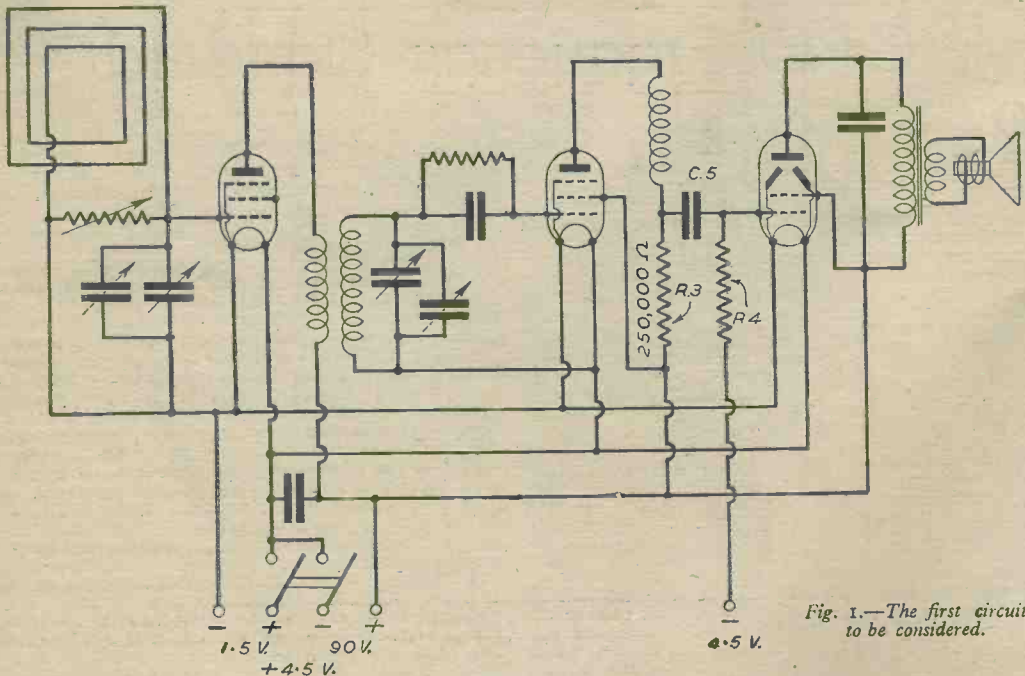 C.5
250,000 Ω
R.3
R4
- + - +
1.5 V. 90 V.
+4.5 V.
-
4.5 V.
Fig. 1.—The first circuit
to be considered.